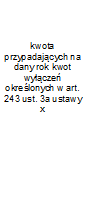 kwota
przypadających na
dany rok kwot
wyłączeń
określonych w art.
243 ust. 3a ustawy
x